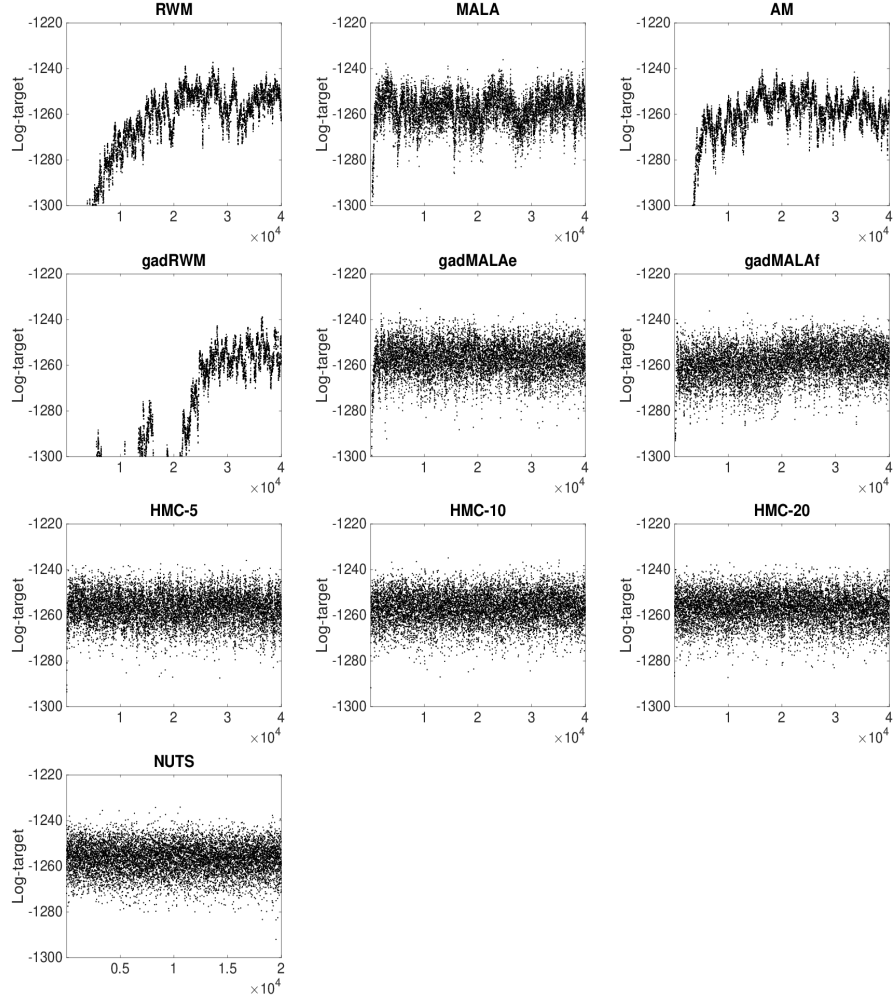 RWM MALA AM
-1220 -1220 -1220
-1240 -1240 -1240
-1260 -1260 -1260
-1280 -1280 -1280
-1300 -1300 -1300
Log-target Log-target Log-target
1 2 3 4 1 2 3 4 1 2 3 4
×10^4 ×10^4 ×10^4
gadRWM gadMALAe gadMALAf
-1220 -1220 -1220
-1240 -1240 -1240
-1260 -1260 -1260
-1280 -1280 -1280
-1300 -1300 -1300
Log-target Log-target Log-target
1 2 3 4 1 2 3 4 1 2 3 4
×10^4 ×10^4 ×10^4
HMC-5 HMC-10 HMC-20
-1220 -1220 -1220
-1240 -1240 -1240
-1260 -1260 -1260
-1280 -1280 -1280
-1300 -1300 -1300
Log-target Log-target Log-target
1 2 3 4 1 2 3 4 1 2 3 4
×10^4 ×10^4 ×10^4
NUTS
-1220
-1240
-1260
-1280
-1300
Log-target
0.5 1 1.5 2
×10^4